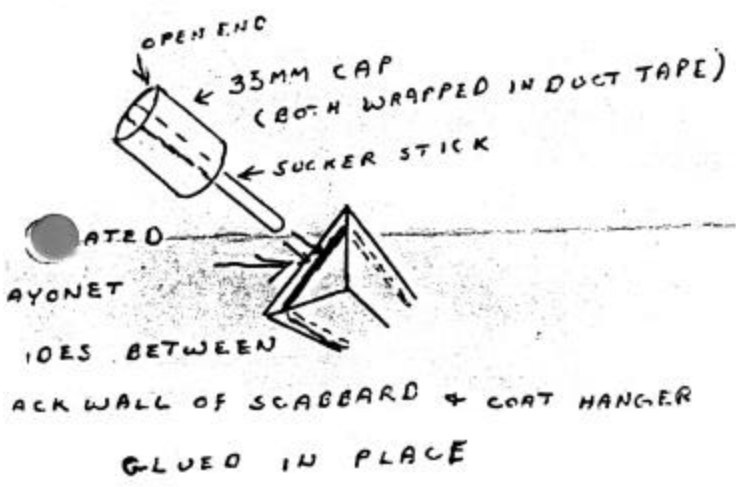 OPEN END
35MM CAP
(BOTH WRAPPED IN DUCT TAPE)
SUCKER STICK
ATED
AYONET
IDES BETWEEN
ACK WALL OF SCABBARD & COAT HANGER
GLUED IN PLACE